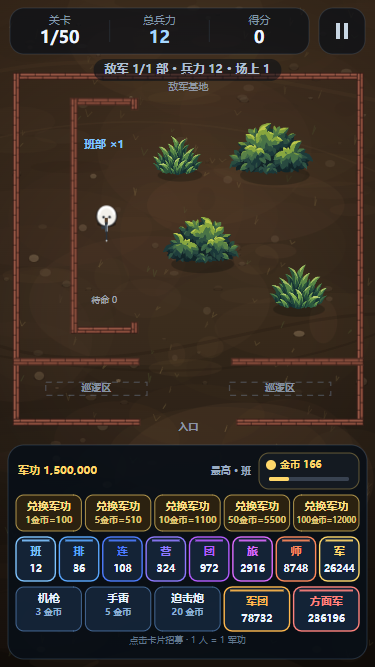 关卡 总兵力 得分
1/50 12 0
敌军 1/1 部 · 兵力 12 · 场上 1
敌军基地
班部 ×1
待命 0
巡逻区 巡逻区
入口
军功 1,500,000 最高 · 班 金币 166
兑换军功 兑换军功 兑换军功 兑换军功 兑换军功
1金币=100 5金币=510 10金币=1100 50金币=5500 100金币=12000
班 排 连 营 团 旅 师 军
12 36 108 324 972 2916 8748 26244
机枪 手雷 迫击炮 军团 方面军
3 金币 5 金币 20 金币 78732 236196
点击卡片招募 · 1 人 = 1 军功